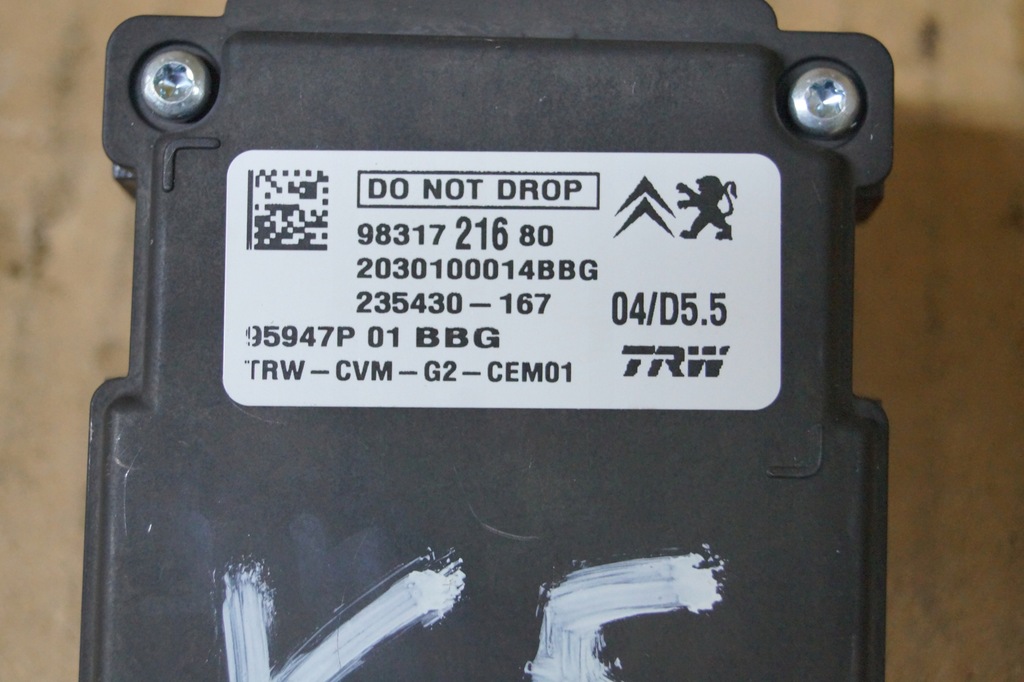 DO NOT DROP
98317 216 80
2030100014BBG
235430-167
04/D5.5
95947P 01 BBG
TRW-CVM-G2-CEM01
TRW